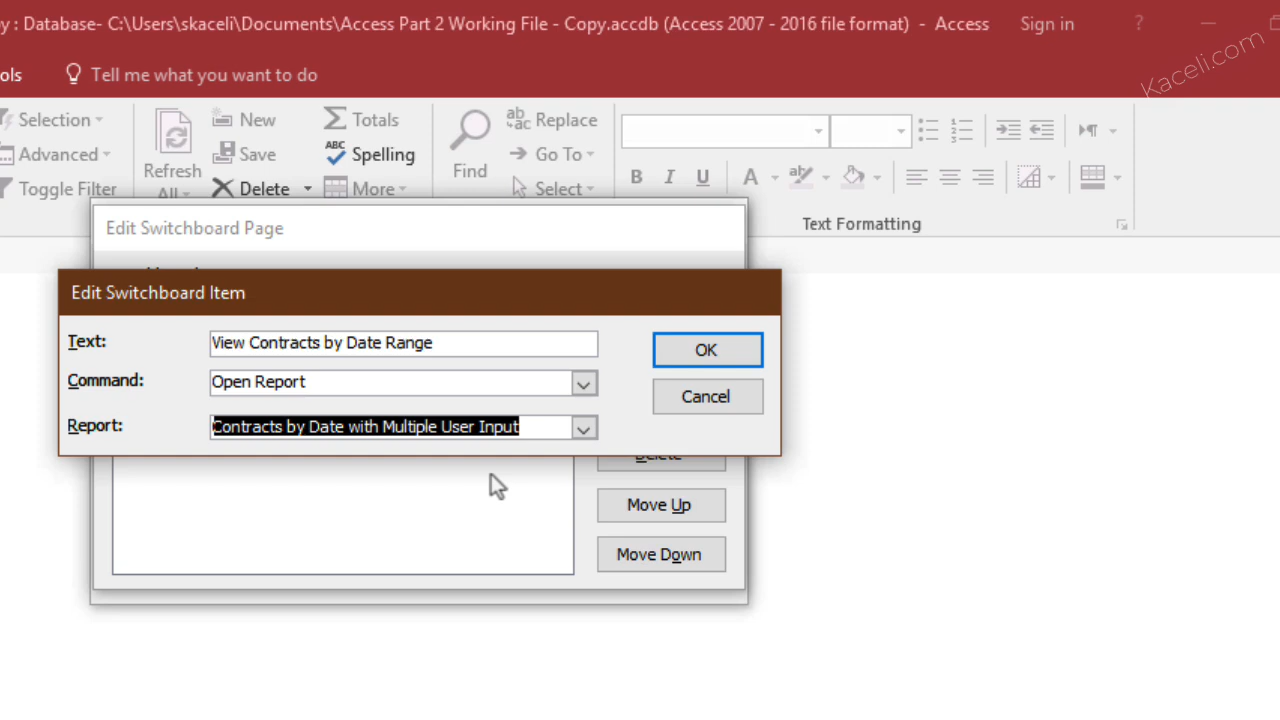 y : Database- C:\Users\skaceli\Documents\Access Part 2 Working File - Copy.accdb (Access 2007 - 2016 file format) - Access Sign in ?
Kaceli.com
ols Tell me what you want to do
Selection New Totals Replace
Advanced Save ABC Spelling Go To
Toggle Filter Refresh All Delete More Find Select
B I U A
Text Formatting
Edit Switchboard Page
Edit Switchboard Item
Text: View Contracts by Date Range OK
Command: Open Report Cancel
Report: Contracts by Date with Multiple User Input
Delete
Move Up
Move Down